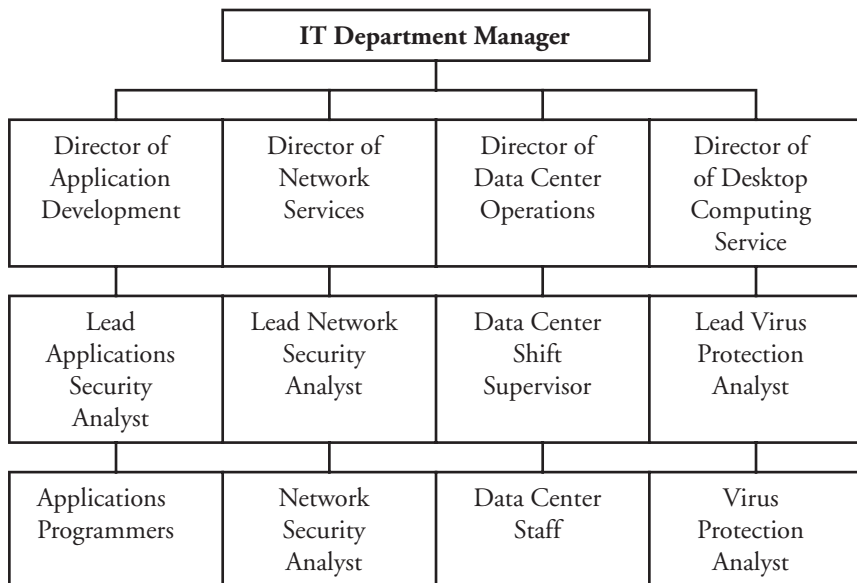 IT Department Manager
Director of
Application
Development
Director of
Network
Services
Director of
Data Center
Operations
Director of
of Desktop
Computing
Service
Lead
Applications
Security
Analyst
Lead Network
Security
Analyst
Data Center
Shift
Supervisor
Lead Virus
Protection
Analyst
Applications
Programmers
Network
Security
Analyst
Data Center
Staff
Virus
Protection
Analyst